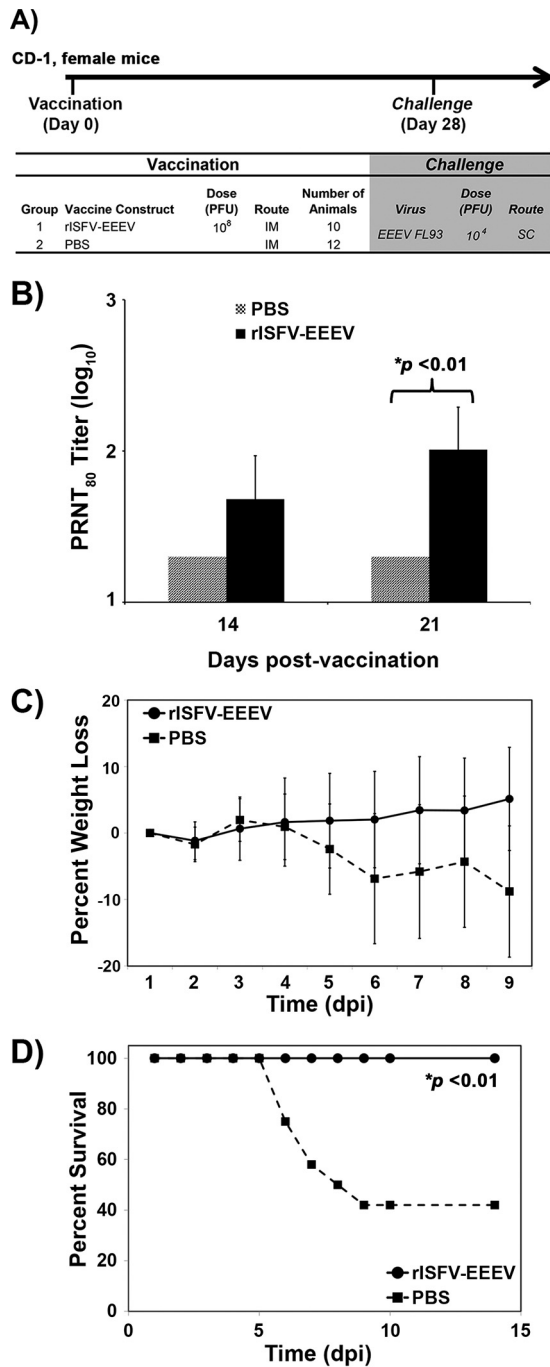 A)
CD-1, female mice
Vaccination
(Day 0)
Challenge
(Day 28)
Vaccination Challenge
Group Vaccine Construct Dose (PFU) Route Number of Animals Virus Dose (PFU) Route
1 rISFV-EEEV 10⁸ IM 10 EEEV FL93 10⁴ SC
2 PBS IM 12
B)
PBS
rISFV-EEEV
*p <0.01
PRNT₈₀ Titer (log₁₀)
3
2
1
14 21
Days post-vaccination
C)
rISFV-EEEV
PBS
Percent Weight Loss
20
10
0
-10
-20
1 2 3 4 5 6 7 8 9
Time (dpi)
D)
*p <0.01
Percent Survival
100
80
60
40
20
0
rISFV-EEEV
PBS
0 5 10 15
Time (dpi)